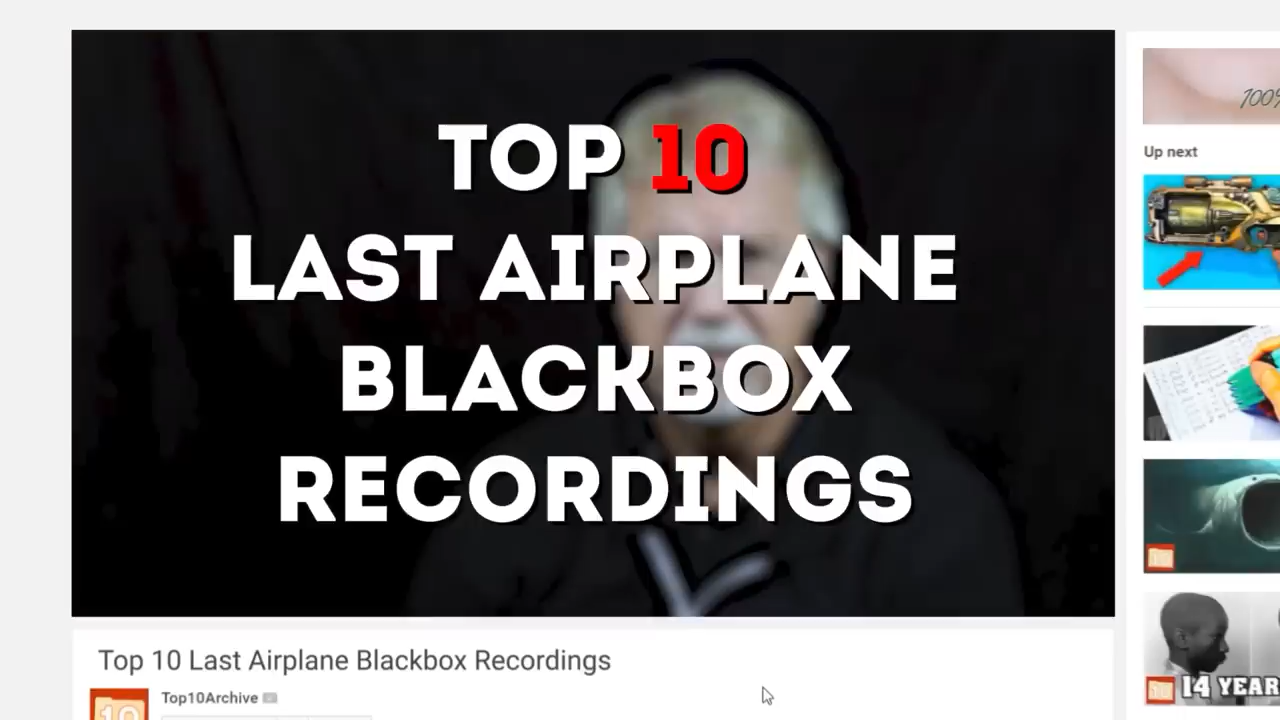 TOP 10
LAST AIRPLANE
BLACKBOX
RECORDINGS
Top 10 Last Airplane Blackbox Recordings
Top10Archive
Up next
14 YEAR